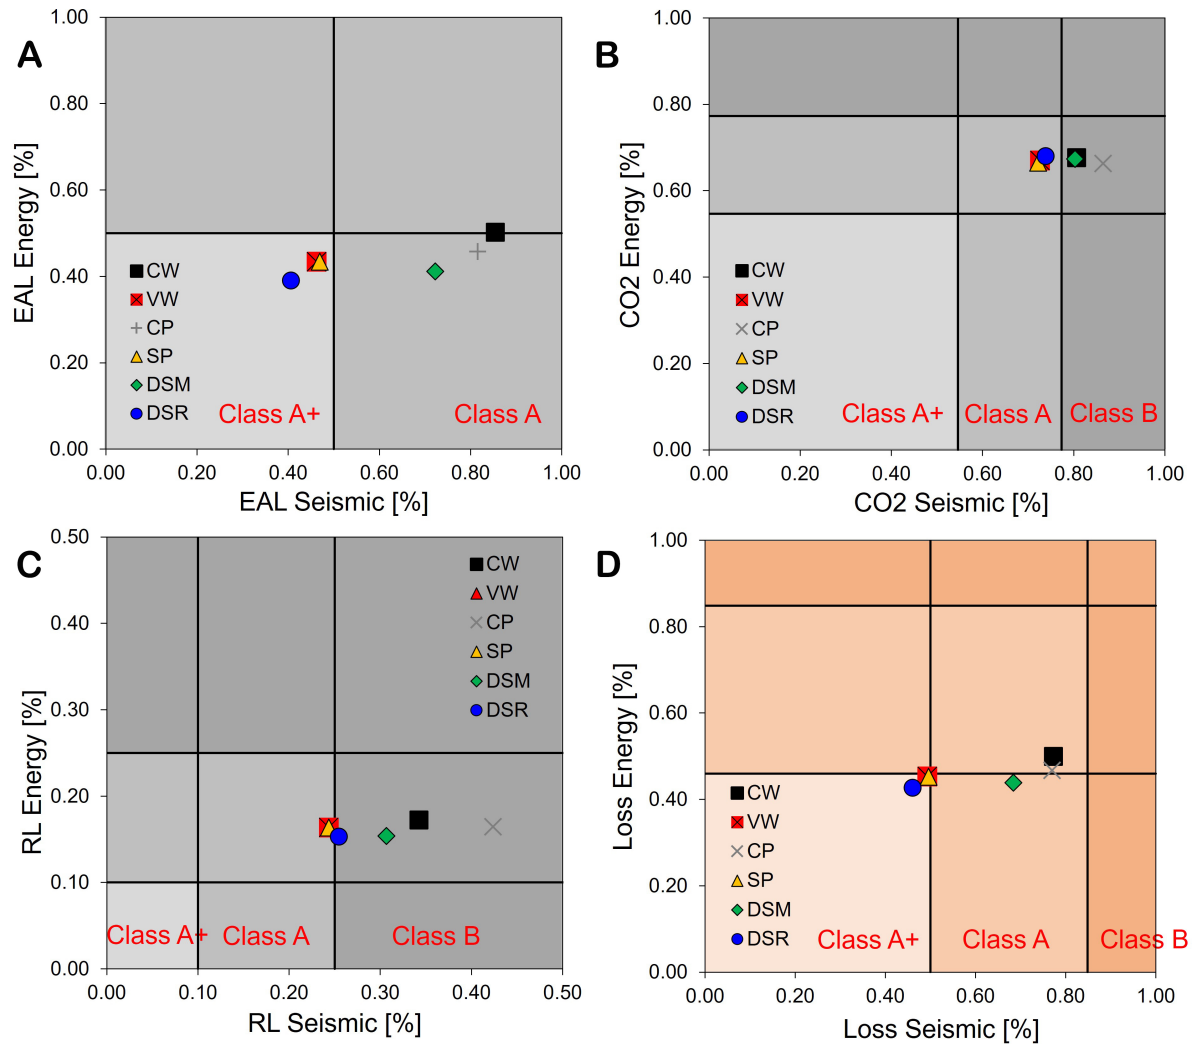 A
1.00
0.80
0.60
0.40
0.20
0.00
EAL Energy [%]
CW
VW
CP
SP
DSM
DSR
Class A+
Class A
0.00 0.20 0.40 0.60 0.80 1.00
EAL Seismic [%]
B
1.00
0.80
0.60
0.40
0.20
0.00
CO2 Energy [%]
CW
VW
CP
SP
DSM
DSR
Class A+
Class A
Class B
0.00 0.20 0.40 0.60 0.80 1.00
CO2 Seismic [%]
C
0.50
0.40
0.30
0.20
0.10
0.00
RL Energy [%]
CW
VW
CP
SP
DSM
DSR
Class A+
Class A
Class B
0.00 0.10 0.20 0.30 0.40 0.50
RL Seismic [%]
D
1.00
0.80
0.60
0.40
0.20
0.00
Loss Energy [%]
CW
VW
CP
SP
DSM
DSR
Class A+
Class A
Class B
0.00 0.20 0.40 0.60 0.80 1.00
Loss Seismic [%]